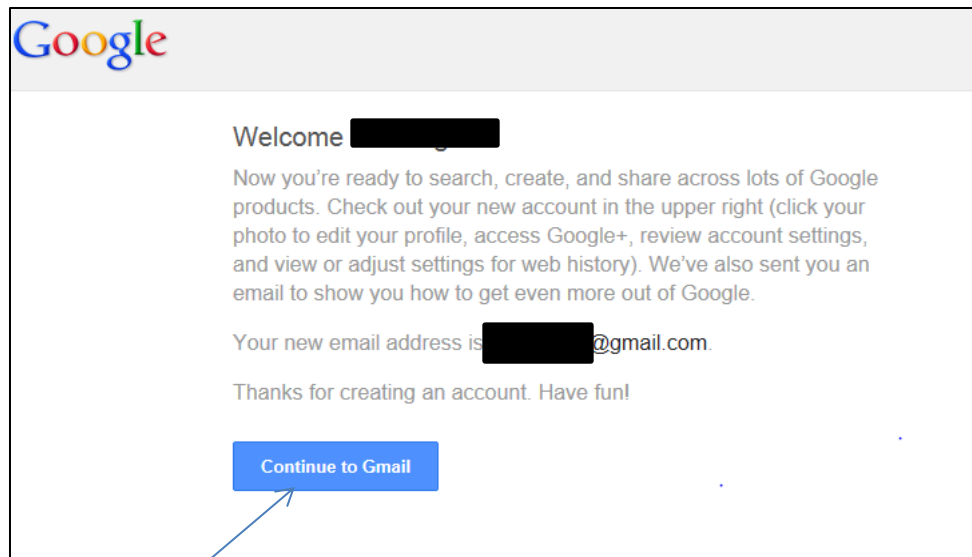 Google
Welcome
Now you're ready to search, create, and share across lots of Google
products. Check out your new account in the upper right (click your
photo to edit your profile, access Google+, review account settings,
and view or adjust settings for web history). We've also sent you an
email to show you how to get even more out of Google.
Your new email address is @gmail.com.
Thanks for creating an account. Have fun!
Continue to Gmail